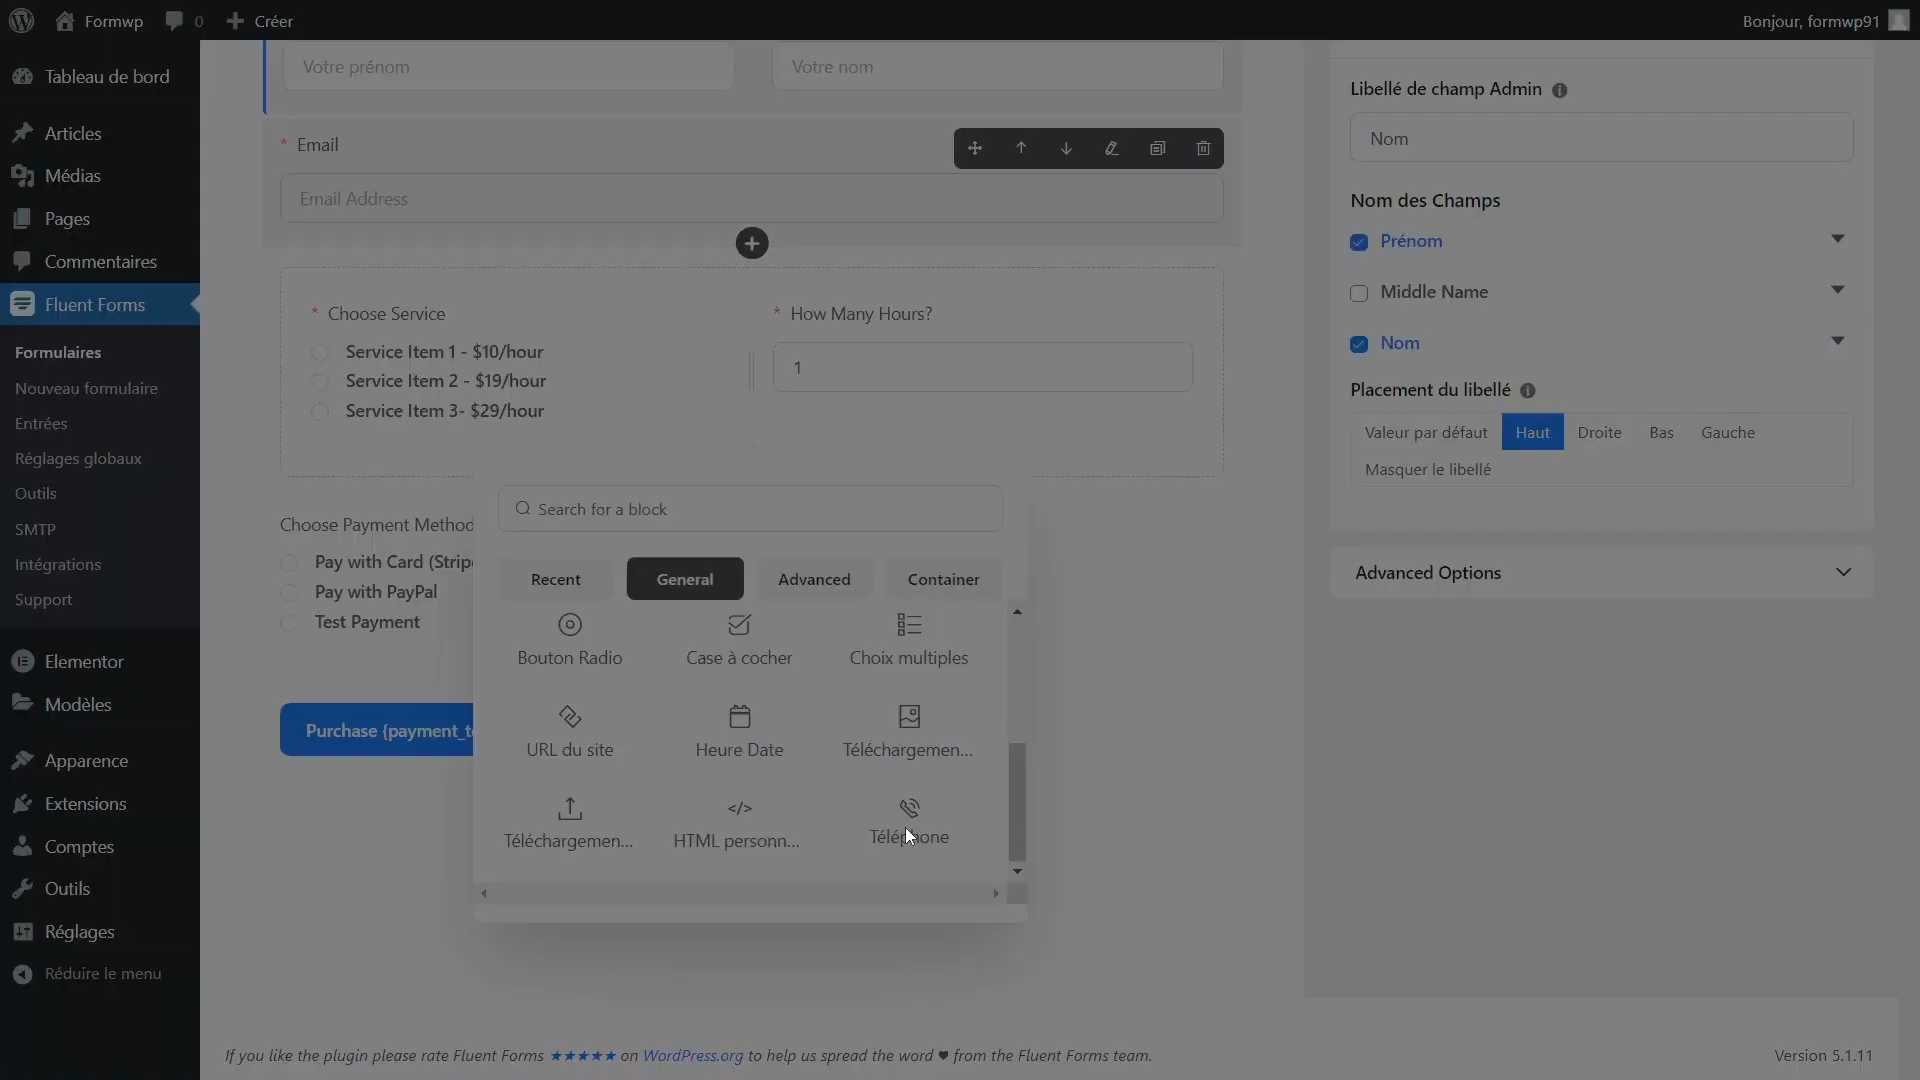 Formwp
0
Créer
Bonjour, formwp91
Tableau de bord
Articles
Médias
Pages
Commentaires
Fluent Forms
Formulaires
Nouveau formulaire
Entrées
Réglages globaux
Outils
SMTP
Intégrations
Support
Elementor
Modèles
Apparence
Extensions
Comptes
Outils
Réglages
Réduire le menu
Votre prénom
Votre nom
* Email
Email Address
* Choose Service
Service Item 1 - $10/hour
Service Item 2 - $19/hour
Service Item 3- $29/hour
* How Many Hours?
1
Choose Payment Method
Pay with Card (Stripe
Pay with PayPal
Test Payment
Purchase {payment_t
Search for a block
Recent
General
Advanced
Container
Bouton Radio
Case à cocher
Choix multiples
URL du site
Heure Date
Téléchargemen...
Téléchargemen...
HTML personn...
Téléphone
Libellé de champ Admin
Nom
Nom des Champs
Prénom
Middle Name
Nom
Placement du libellé
Valeur par défaut
Haut
Droite
Bas
Gauche
Masquer le libellé
Advanced Options
If you like the plugin please rate Fluent Forms ★★★★★ on WordPress.org to help us spread the word ♥ from the Fluent Forms team.
Version 5.1.11